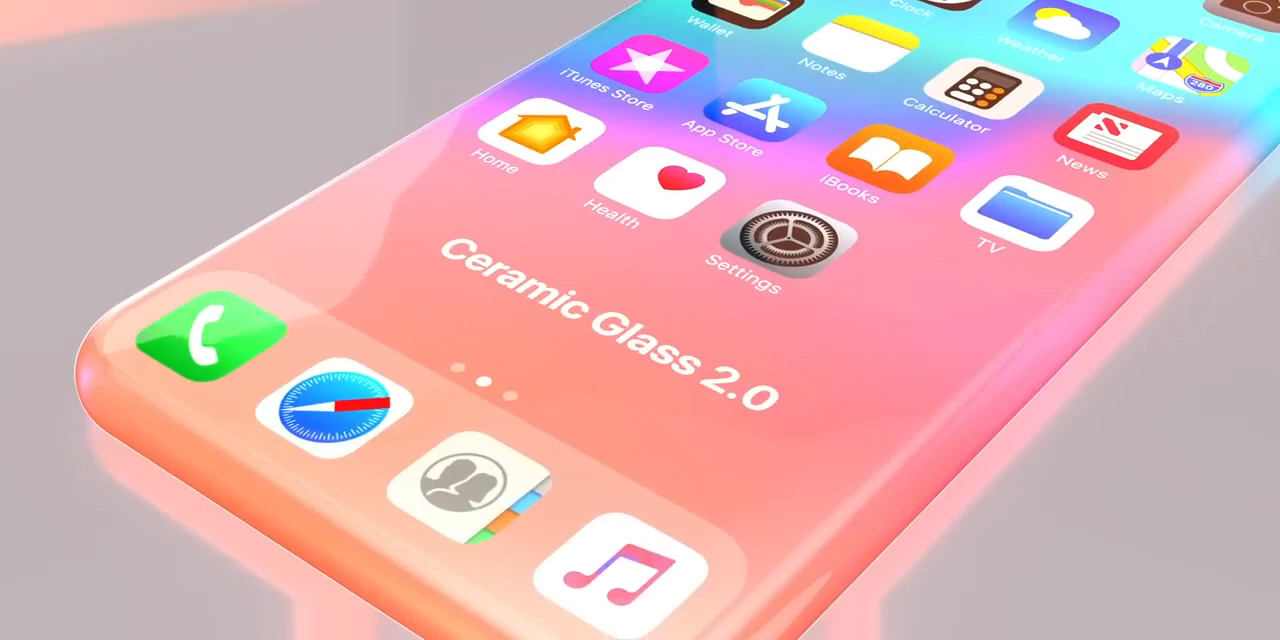 Wallet
Clock
Weather
Camera
iTunes Store
Notes
Calculator
Maps
280
Home
App Store
iBooks
News
Health
Settings
TV
Ceramic Glass 2.0